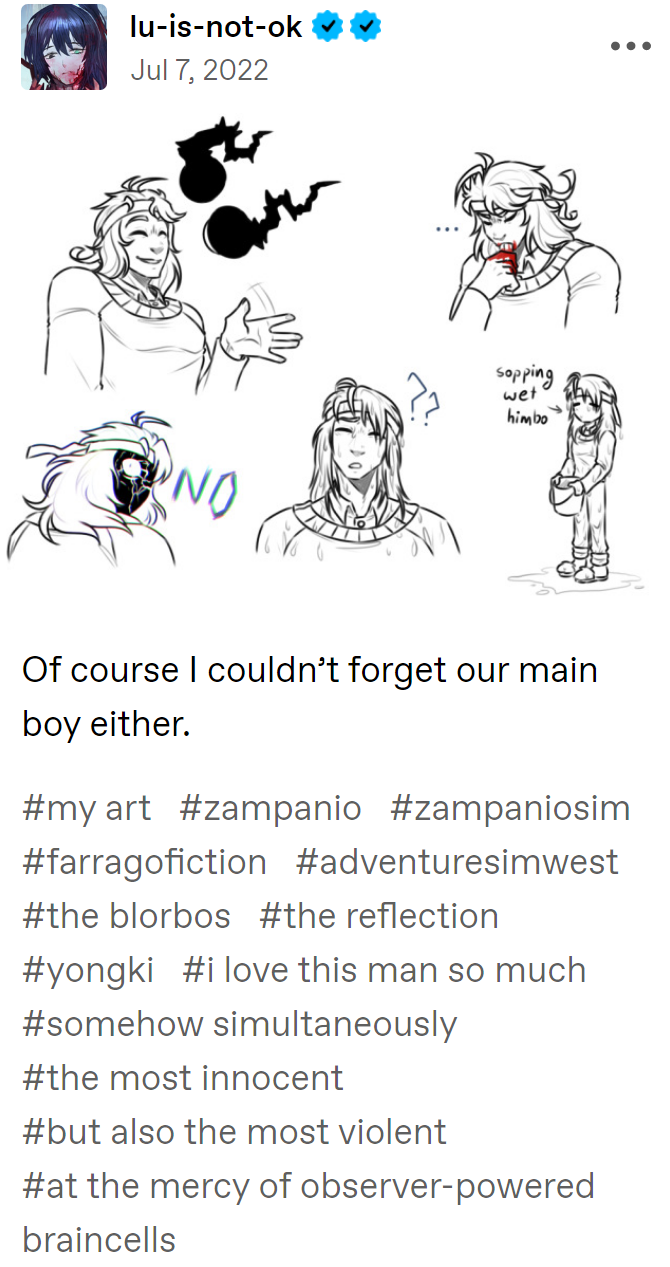 lu-is-not-ok
Jul 7, 2022
...
sopping
wet
himbo
??
NO
Of course I couldn’t forget our main
boy either.
#my art #zampanio #zampaniosim
#farragofiction #adventuresimwest
#the blorbos #the reflection
#yongki #i love this man so much
#somehow simultaneously
#the most innocent
#but also the most violent
#at the mercy of observer-powered
braincells